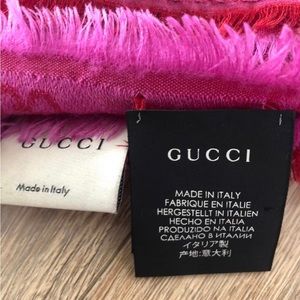 GUCCI
Made in Italy
GUCCI
MADE IN ITALY
FABRIQUE EN ITALIE
HERGESTELLT IN ITALIEN
HECHO EN ITALIA
PRODUZIDO NA ITALIA
СДЕЛАНО В ИТАЛИИ
イタリア製
产地:意大利